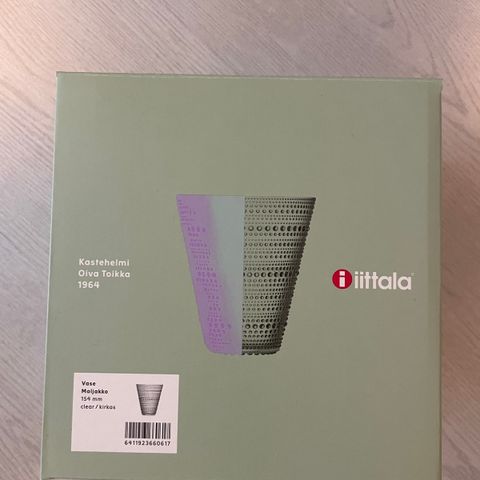 Kastehelmi
Oiva Toikka
1964
iittala
Vase
Maljakko
154 mm
clear / kirkas
6411923660617